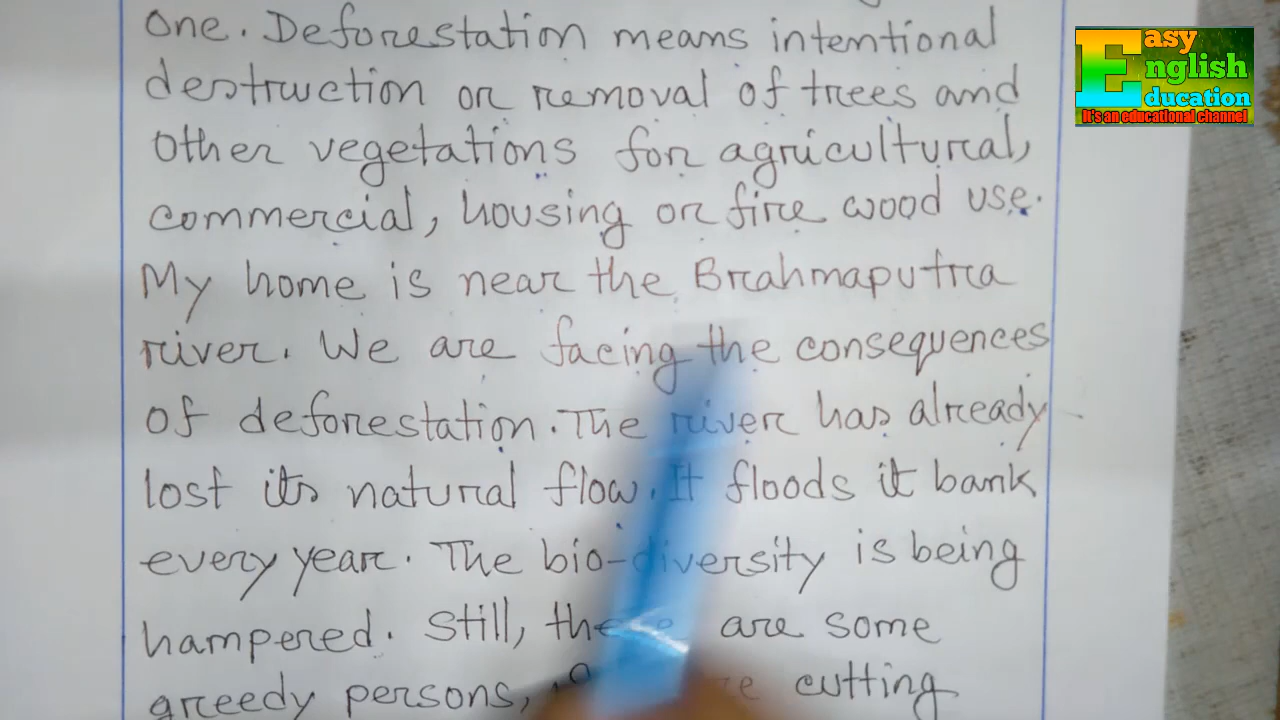 one. Deforestation means intentional
destruction or removal of trees and
other vegetations for agricultural,
commercial, housing or fire wood use.
My home is near the Brahmaputra
river. We are facing the consequences
of deforestation. The river has already
lost its natural flow. It floods it bank
every year. The bio-diversity is being
hampered. Still, there are some
greedy persons, cutting
Easy
English
Education
It's an educational channel